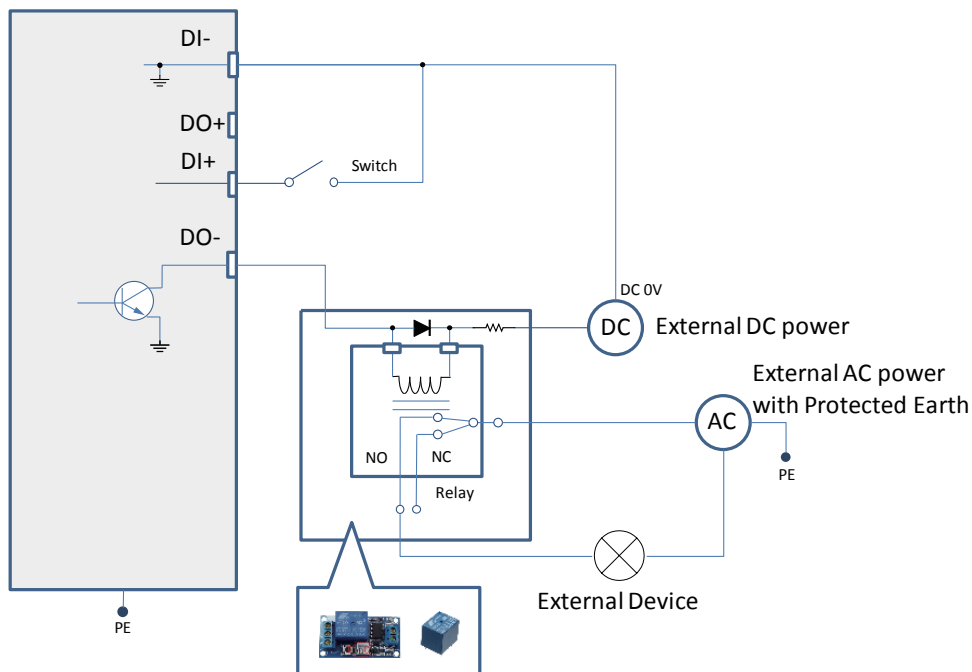 DI-
DO+
DI+
Switch
DO-
DC 0V
DC
External DC power
External AC power
with Protected Earth
AC
PE
NO
NC
Relay
External Device
PE